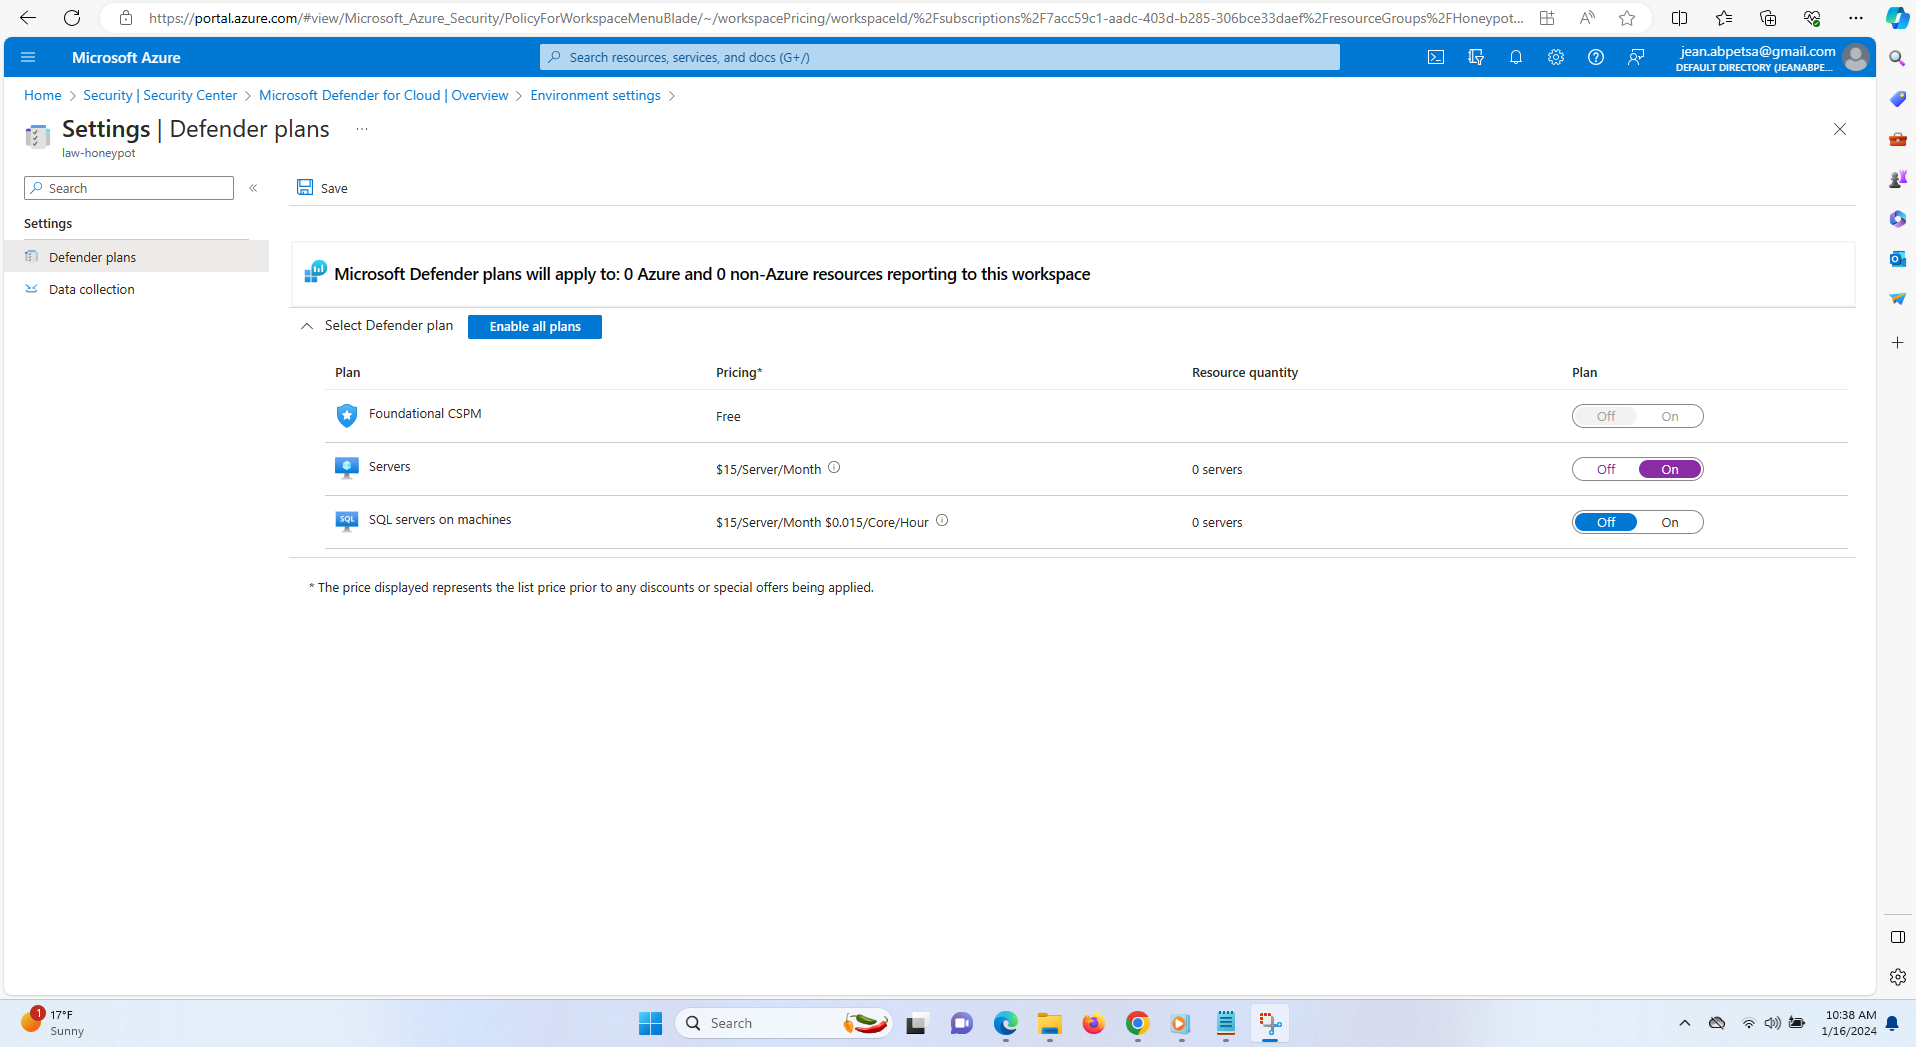 https://portal.azure.com/#view/Microsoft_Azure_Security/PolicyForWorkspaceMenuBlade/~/workspacePricing/workspaceId/%2Fsubscriptions%2F7acc59c1-aadc-403d-b285-306bce33daef%2FresourceGroups%2FHoneypot...
Microsoft Azure
Search resources, services, and docs (G+/)
jean.abpetsa@gmail.com
DEFAULT DIRECTORY (JEANABPE...
Home > Security | Security Center > Microsoft Defender for Cloud | Overview > Environment settings >
Settings | Defender plans ...
law-honeypot
Search
«
Save
Settings
Defender plans
Data collection
Microsoft Defender plans will apply to: 0 Azure and 0 non-Azure resources reporting to this workspace
Select Defender plan Enable all plans
Plan Pricing* Resource quantity Plan
Foundational CSPM Free Off On
Servers $15/Server/Month 0 servers Off On
SQL SQL servers on machines $15/Server/Month $0.015/Core/Hour 0 servers Off On
* The price displayed represents the list price prior to any discounts or special offers being applied.
1 17°F
Sunny
Search
10:38 AM
1/16/2024